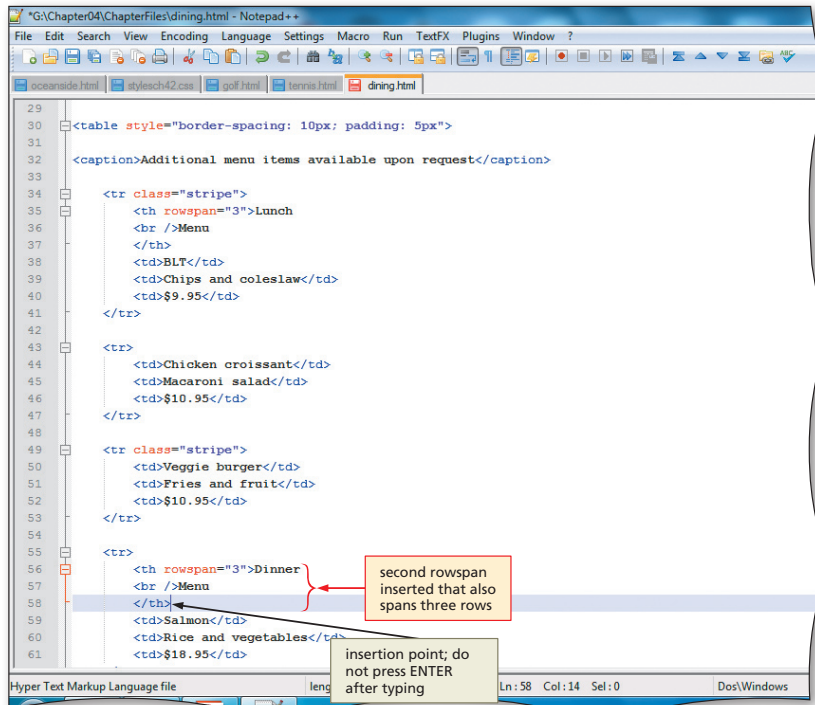 *G:\Chapter04\ChapterFiles\dining.html - Notepad++
File Edit Search View Encoding Language Settings Macro Run TextFX Plugins Window ?
oceanside.html stylesch42.css golf.html tennis.html dining.html
29
30 <table style="border-spacing: 10px; padding: 5px">
31
32 <caption>Additional menu items available upon request</caption>
33
34 <tr class="stripe">
35 <th rowspan="3">Lunch
36 <br />Menu
37 </th>
38 <td>BLT</td>
39 <td>Chips and coleslaw</td>
40 <td>$9.95</td>
41 </tr>
42
43 <tr>
44 <td>Chicken croissant</td>
45 <td>Macaroni salad</td>
46 <td>$10.95</td>
47 </tr>
48
49 <tr class="stripe">
50 <td>Veggie burger</td>
51 <td>Fries and fruit</td>
52 <td>$10.95</td>
53 </tr>
54
55 <tr>
56 <th rowspan="3">Dinner
57 <br />Menu
58 </th>
59 <td>Salmon</td>
60 <td>Rice and vegetables</td>
61 <td>$18.95</td>
second rowspan
inserted that also
spans three rows
insertion point; do
not press ENTER
after typing
Hyper Text Markup Language file leng Ln : 58 Col : 14 Sel : 0 Dos\Windows